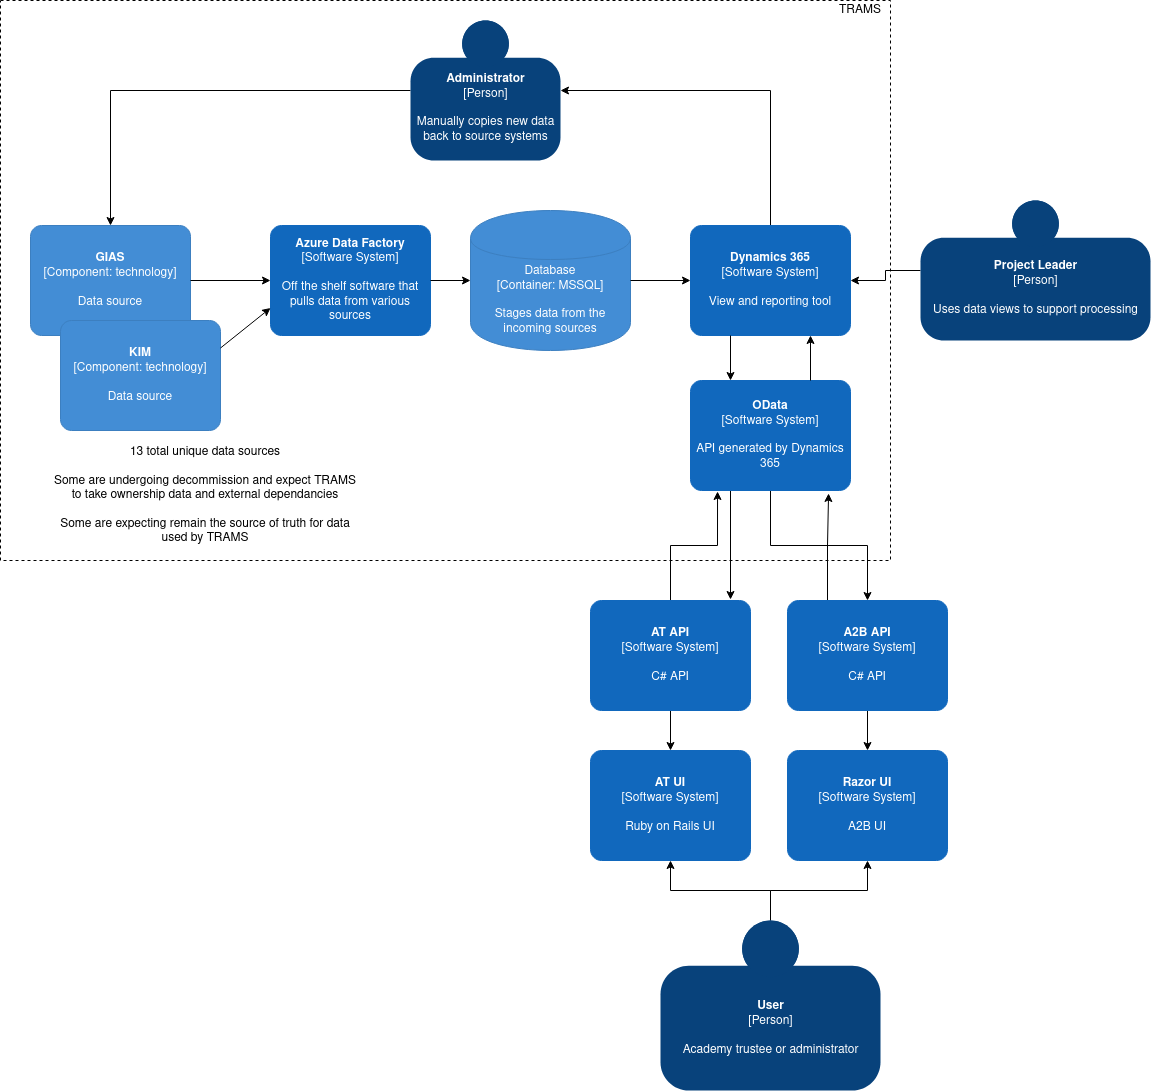 TRAMS
Administrator
[Person]
Manually copies new data
back to source systems
GIAS
[Component: technology]
Data source
KIM
[Component: technology]
Data source
Azure Data Factory
[Software System]
Off the shelf software that
pulls data from various
sources
Database
[Container: MSSQL]
Stages data from the
incoming sources
Dynamics 365
[Software System]
View and reporting tool
Project Leader
[Person]
Uses data views to support processing
OData
[Software System]
API generated by Dynamics
365
13 total unique data sources
Some are undergoing decommission and expect TRAMS
to take ownership data and external dependancies
Some are expecting remain the source of truth for data
used by TRAMS
AT API
[Software System]
C# API
A2B API
[Software System]
C# API
AT UI
[Software System]
Ruby on Rails UI
Razor UI
[Software System]
A2B UI
User
[Person]
Academy trustee or administrator